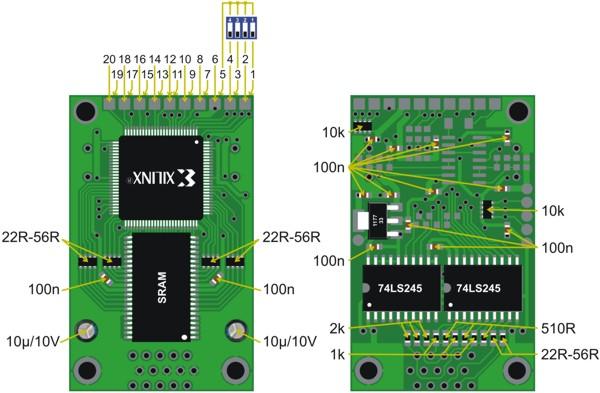 4 3 2 1
20 18 16 14 12 10 8 6 4 2
19 17 15 13 11 9 7 5 3 1
XILINX
22R-56R
22R-56R
SRAM
100n
100n
10µ/10V
10µ/10V
10k
100n
1177
33
10k
100n
100n
74LS245
74LS245
2k
510R
1k
22R-56R